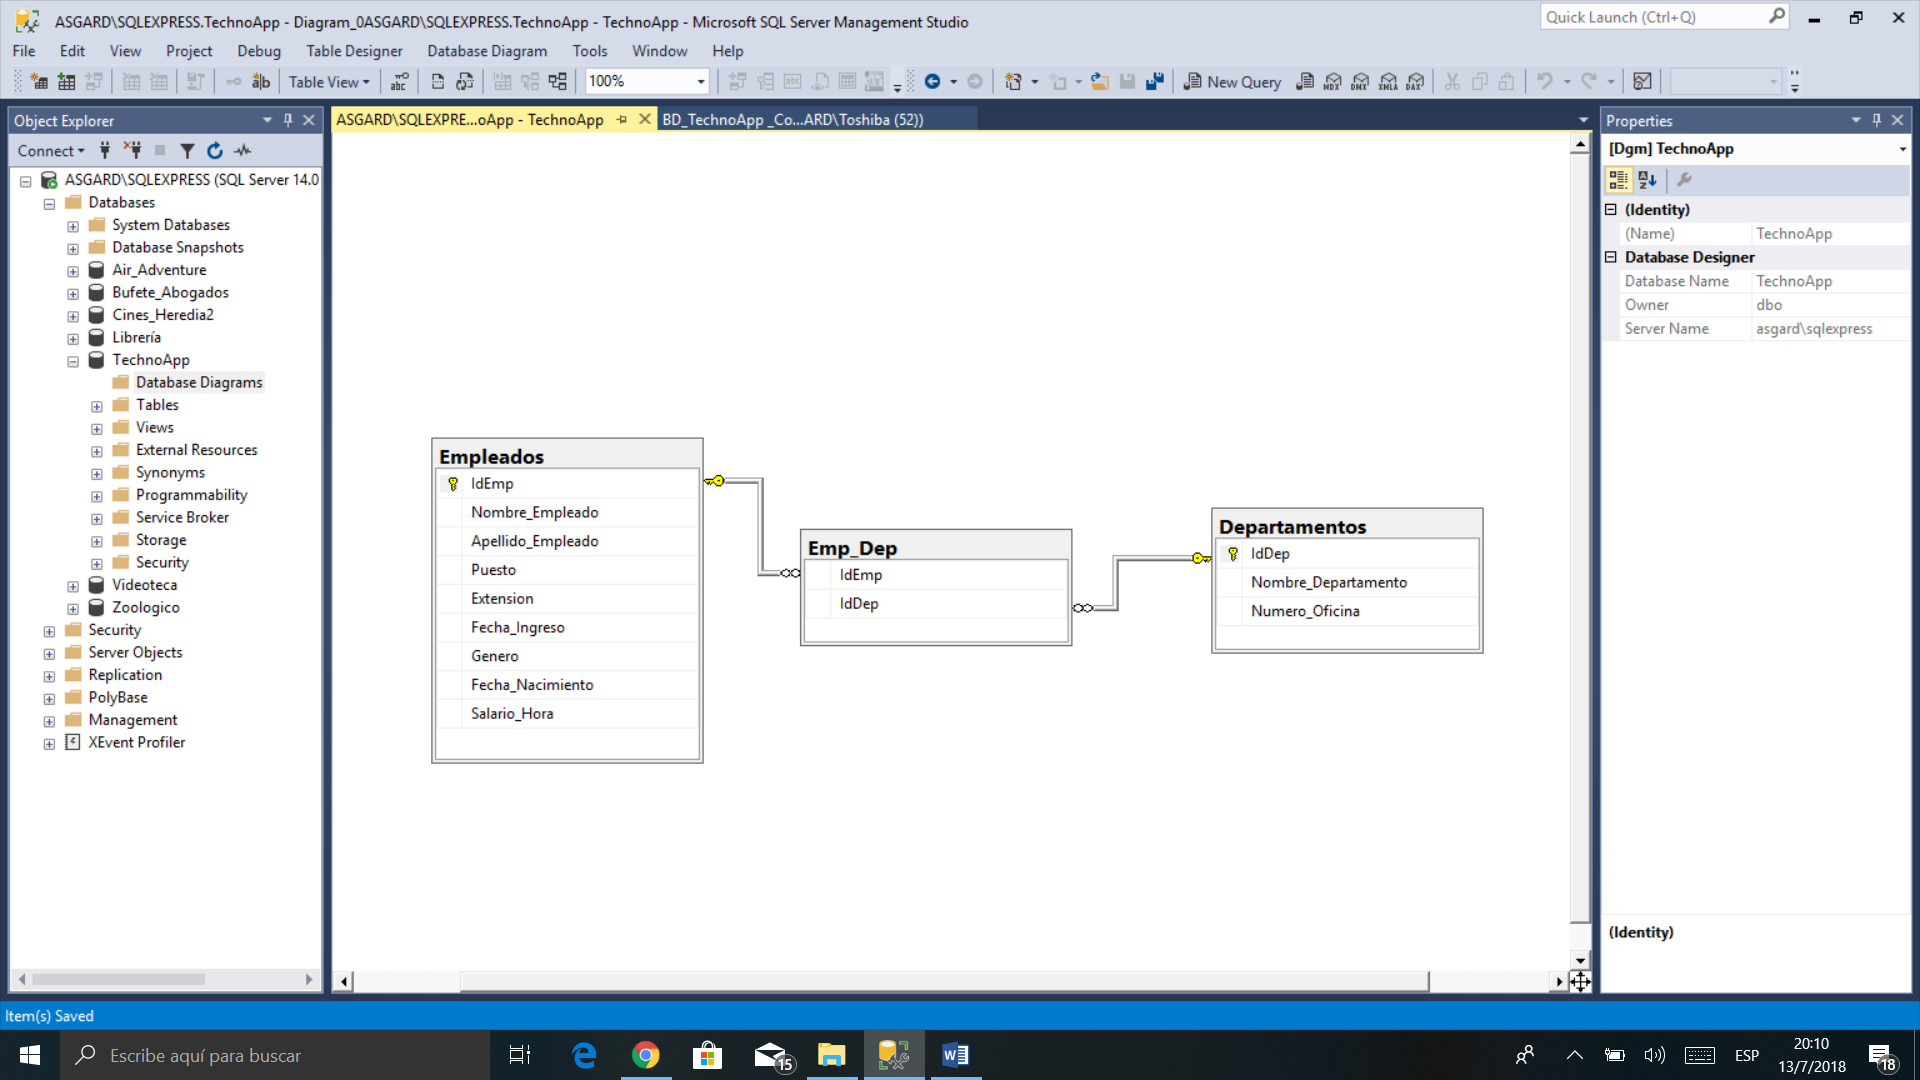 ASGARD\SQLEXPRESS.TechnoApp - Diagram_0ASGARD\SQLEXPRESS.TechnoApp - TechnoApp - Microsoft SQL Server Management Studio
Quick Launch (Ctrl+Q)
File Edit View Project Debug Table Designer Database Diagram Tools Window Help
Table View 100% New Query
MDX DMX XMLA DAX
Object Explorer
Connect
ASGARD\SQLEXPRESS (SQL Server 14.0
Databases
System Databases
Database Snapshots
Air_Adventure
Bufete_Abogados
Cines_Heredia2
Librería
TechnoApp
Database Diagrams
Tables
Views
External Resources
Synonyms
Programmability
Service Broker
Storage
Security
Videoteca
Zoologico
Security
Server Objects
Replication
PolyBase
Management
XEvent Profiler
ASGARD\SQLEXPRE...oApp - TechnoApp
BD_TechnoApp _Co...ARD\Toshiba (52))
Empleados
IdEmp
Nombre_Empleado
Apellido_Empleado
Puesto
Extension
Fecha_Ingreso
Genero
Fecha_Nacimiento
Salario_Hora
Emp_Dep
IdEmp
IdDep
Departamentos
IdDep
Nombre_Departamento
Numero_Oficina
Properties
[Dgm] TechnoApp
(Identity)
(Name) TechnoApp
Database Designer
Database Name TechnoApp
Owner dbo
Server Name asgard\sqlexpress
(Identity)
Item(s) Saved
Escribe aquí para buscar
15
ESP
20:10
13/7/2018
18